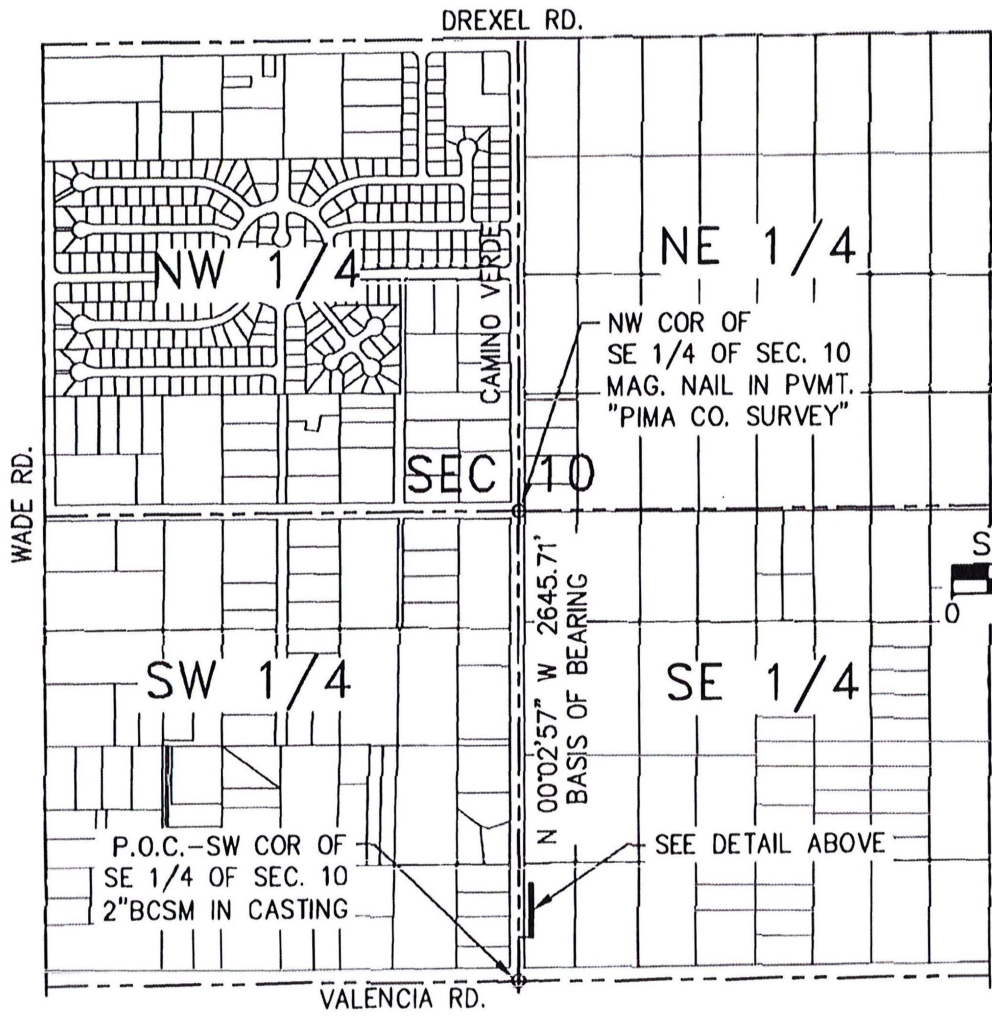 DREXEL RD.
NW 1/4
NE 1/4
CAMINO VERDE
NW COR OF
SE 1/4 OF SEC. 10
MAG. NAIL IN PVMT.
"PIMA CO. SURVEY"
WADE RD.
SEC 10
S
0
N 00°02'57" W 2645.71'
BASIS OF BEARING
SW 1/4
SE 1/4
P.O.C.-SW COR OF
SE 1/4 OF SEC. 10
2"BCSM IN CASTING
SEE DETAIL ABOVE
VALENCIA RD.